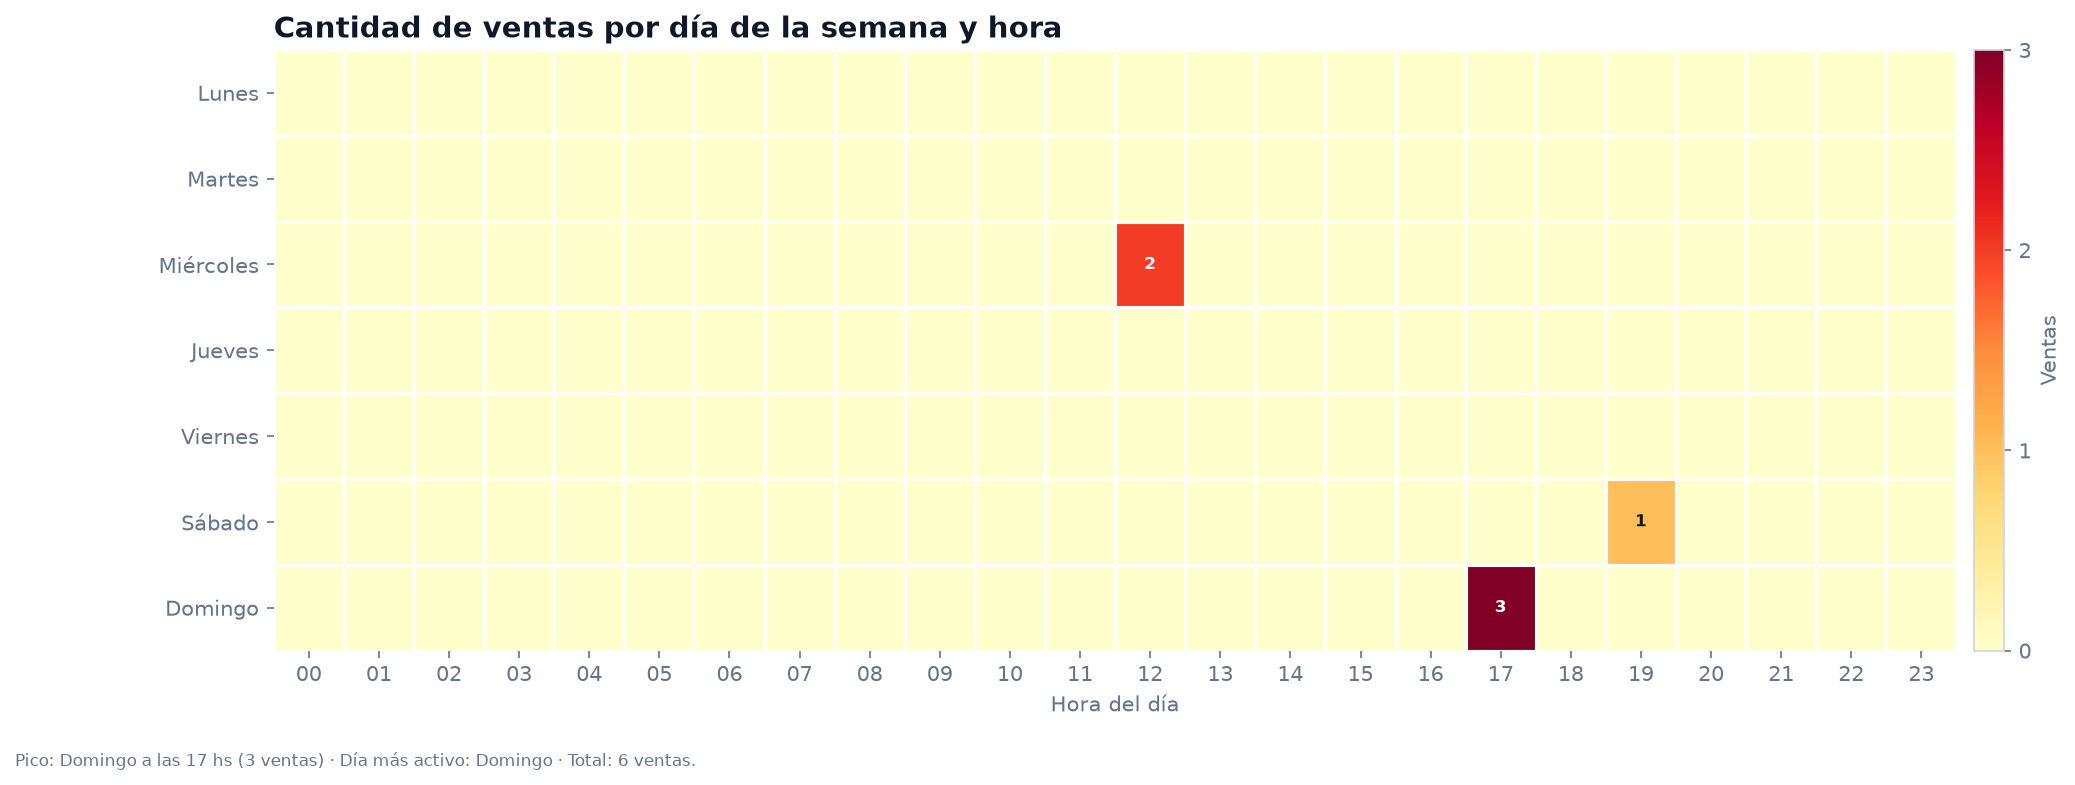 Cantidad de ventas por día de la semana y hora
Lunes
Martes
Miércoles
Jueves
Viernes
Sábado
Domingo
2
1
3
00 01 02 03 04 05 06 07 08 09 10 11 12 13 14 15 16 17 18 19 20 21 22 23
Hora del día
3
2
1
0
Ventas
Pico: Domingo a las 17 hs (3 ventas) · Día más activo: Domingo · Total: 6 ventas.